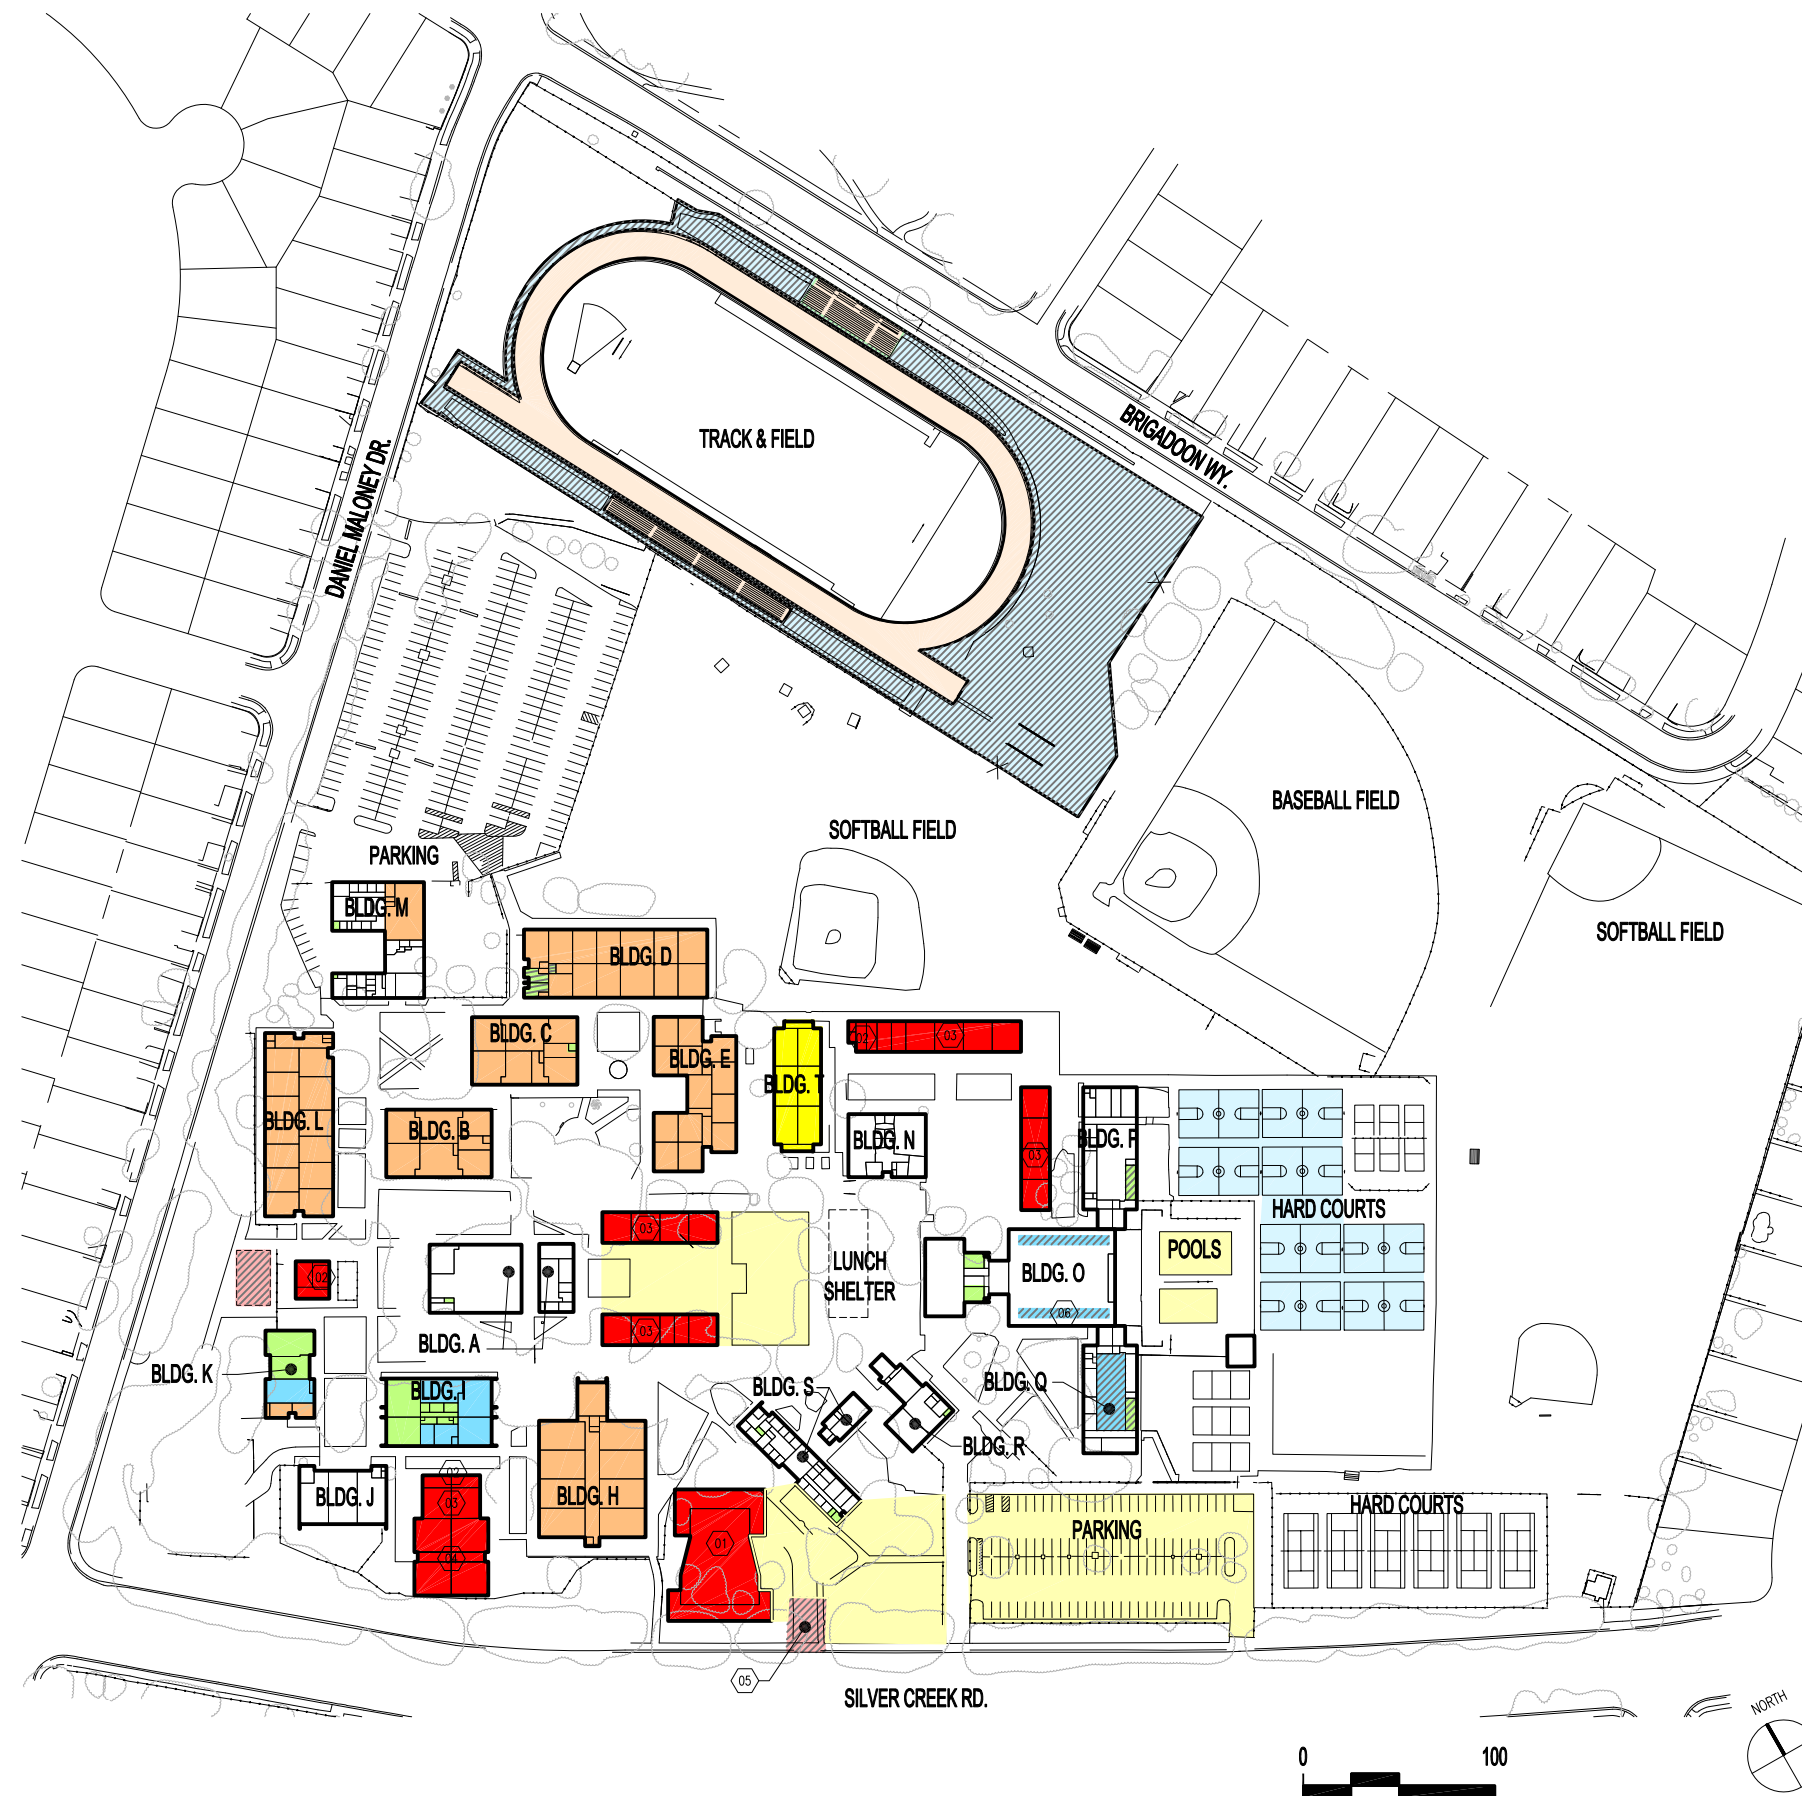 BRIGADOON WY.
TRACK & FIELD
DANIEL MALONEY DR.
BASEBALL FIELD
SOFTBALL FIELD
PARKING
BLDG. M
SOFTBALL FIELD
BLDG. D
BLDG. C
BLDG. E
BLDG. T
02
03
BLDG. L
BLDG. B
BLDG. N
BLDG. F
03
HARD COURTS
03
LUNCH
SHELTER
POOLS
02
BLDG. O
06
BLDG. A
03
BLDG. K
BLDG. I
BLDG. S
BLDG. Q
BLDG. R
02
03
BLDG. J
BLDG. H
HARD COURTS
PARKING
01
04
05
SILVER CREEK RD.
NORTH
0 100